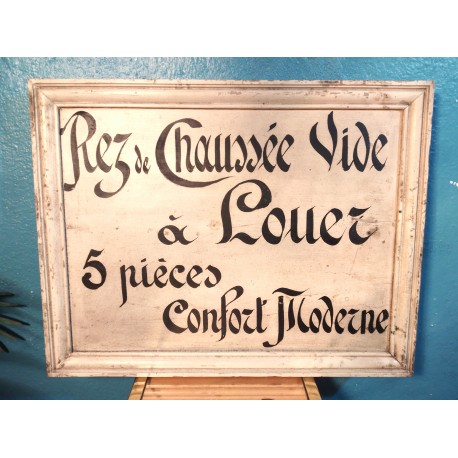 Rez de Chaussée Vide
à Louer
5 pièces
Confort Moderne